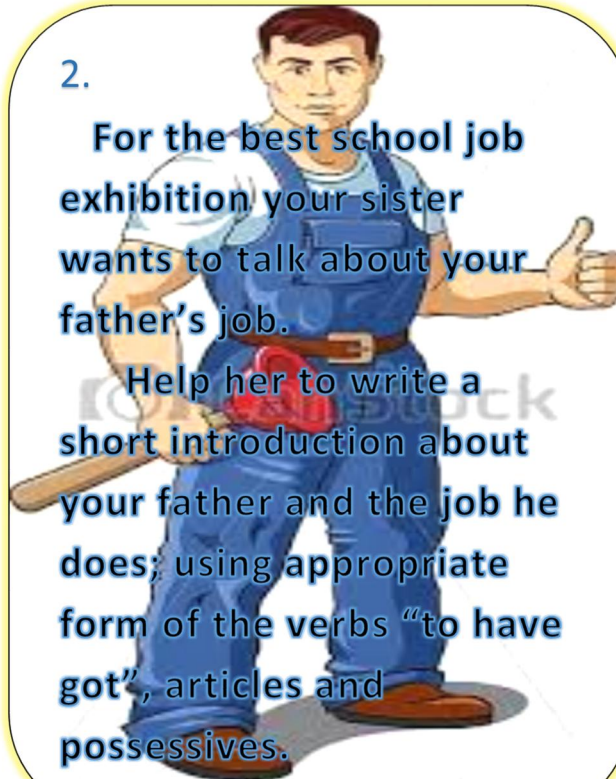 2.
For the best school job
exhibition your sister
wants to talk about your
father's job.
Help her to write a
short introduction about
your father and the job he
does; using appropriate
form of the verbs “to have
got”, articles and
possessives.